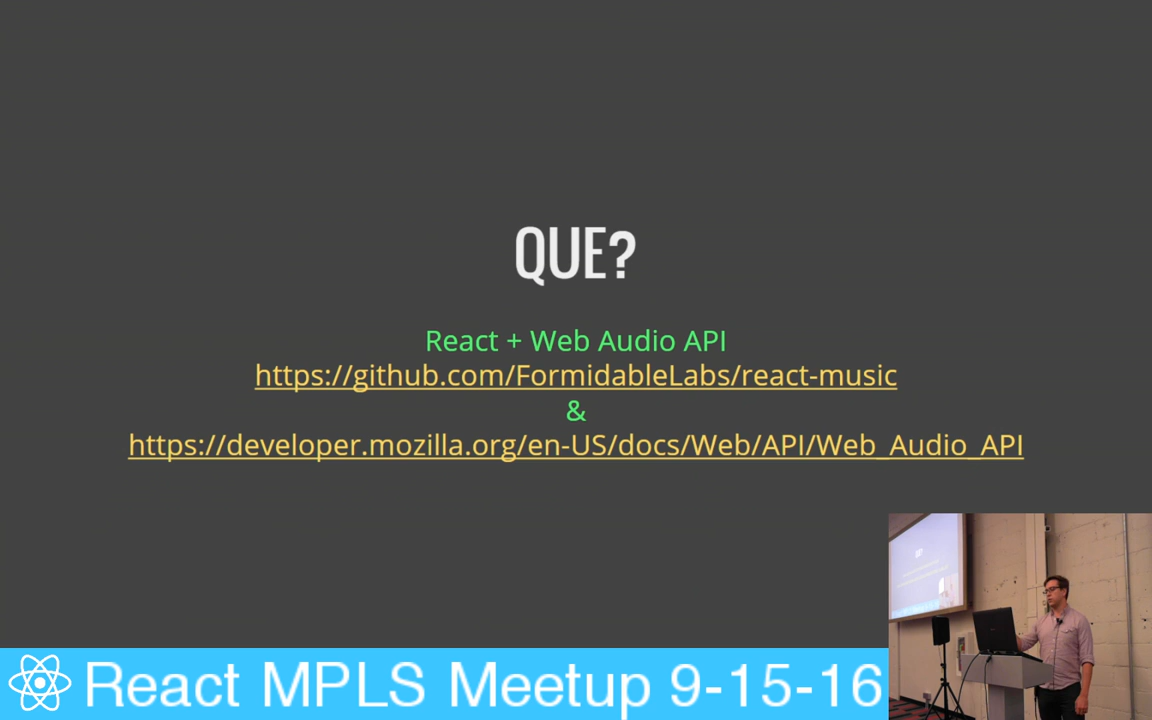 QUE?
React + Web Audio API
https://github.com/FormidableLabs/react-music
&
https://developer.mozilla.org/en-US/docs/Web/API/Web_Audio_API
React MPLS Meetup 9-15-16